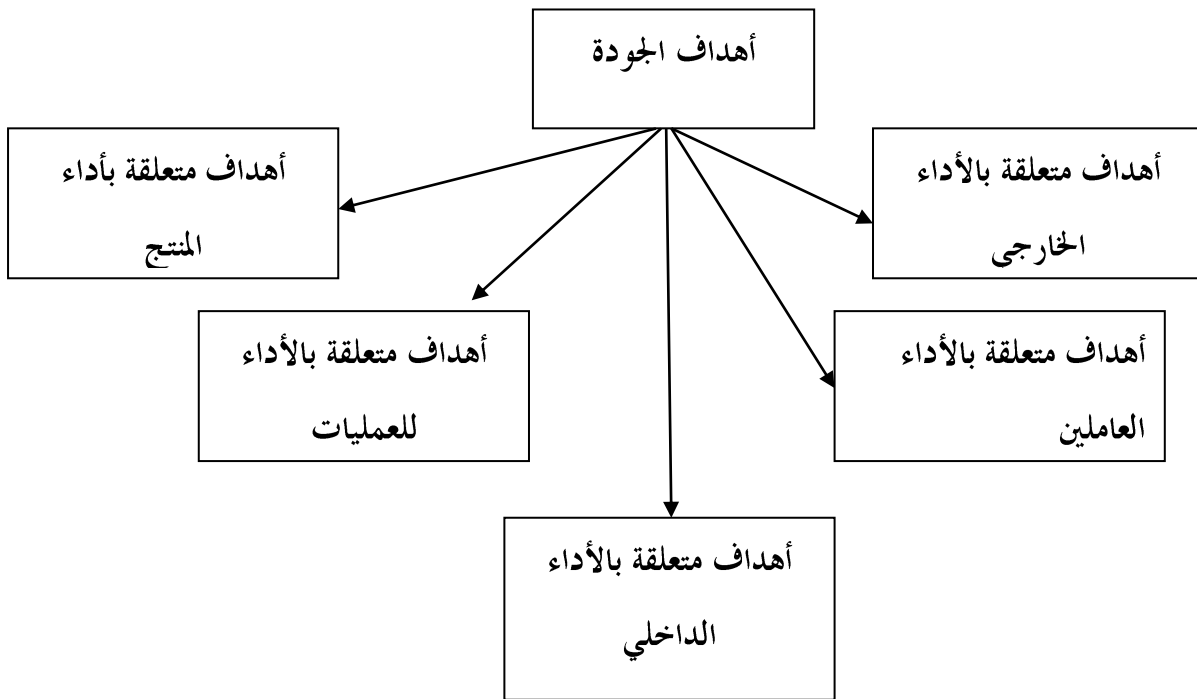 أهداف الجودة
أهداف متعلقة بالأداء
الخارجي
أهداف متعلقة بأداء
المنتج
أهداف متعلقة بالأداء
العاملين
أهداف متعلقة بالأداء
للعمليات
أهداف متعلقة بالأداء
الداخلي